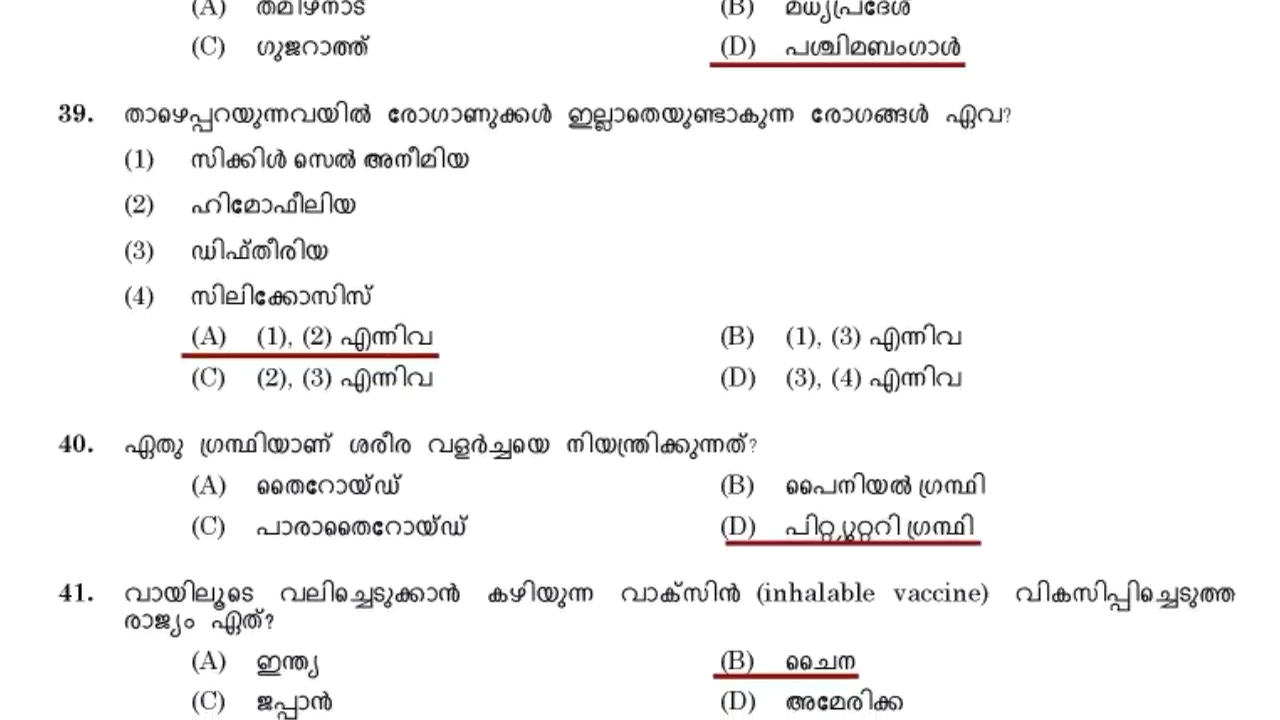 (A) തമിഴ്നാട് (B) മധ്യപ്രദേശ്
(C) ഗുജറാത്ത് (D) പശ്ചിമബംഗാൾ
39. താഴെപ്പറയുന്നവയിൽ രോഗാണുക്കൾ ഇല്ലാതെയുണ്ടാകുന്ന രോഗങ്ങൾ ഏവ?
(1) സിക്കിൾ സെൽ അനീമിയ
(2) ഹിമോഫീലിയ
(3) ഡിഫ്തീരിയ
(4) സിലിക്കോസിസ്
(A) (1), (2) എന്നിവ (B) (1), (3) എന്നിവ
(C) (2), (3) എന്നിവ (D) (3), (4) എന്നിവ
40. ഏതു ഗ്രന്ഥിയാണ് ശരീര വളർച്ചയെ നിയന്ത്രിക്കുന്നത്?
(A) തൈറോയ്ഡ് (B) പൈനിയൽ ഗ്രന്ഥി
(C) പാരാതൈറോയ്ഡ് (D) പിറ്റ്യുറ്ററി ഗ്രന്ഥി
41. വായിലൂടെ വലിച്ചെടുക്കാൻ കഴിയുന്ന വാക്സിൻ (inhalable vaccine) വികസിപ്പിച്ചെടുത്ത
രാജ്യം ഏത്?
(A) ഇന്ത്യ (B) ചൈന
(C) ജപ്പാൻ (D) അമേരിക്ക